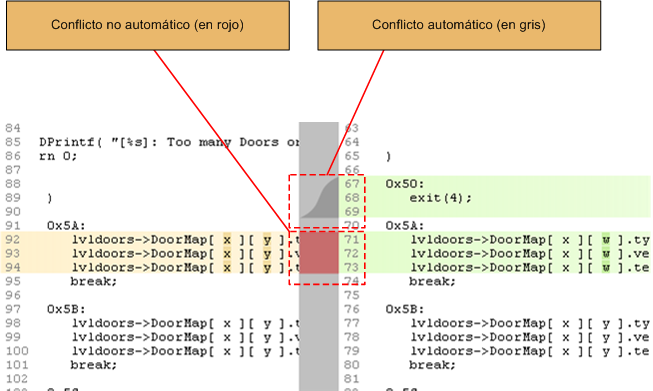 Conflicto no automático (en rojo)
Conflicto automático (en gris)
84
85 DPrintf( "[%s]: Too many Doors or
86 rn 0;
87
88
89 )
90
91 0x5A:
92 lvldoors->DoorMap[ x ][ y ].t
93 lvldoors->DoorMap[ x ][ y ].v
94 lvldoors->DoorMap[ x ][ y ].t
95 break;
96
97 0x5B:
98 lvldoors->DoorMap[ x ][ y ].t
99 lvldoors->DoorMap[ x ][ y ].v
100 lvldoors->DoorMap[ x ][ y ].t
101 break;
102
63
64
65 )
66
67 0x50:
68 exit(4);
69
70 0x5A:
71 lvldoors->DoorMap[ x ][ w ].ty
72 lvldoors->DoorMap[ x ][ w ].ve
73 lvldoors->DoorMap[ x ][ w ].te
74 break;
75
76 0x5B:
77 lvldoors->DoorMap[ x ][ y ].ty
78 lvldoors->DoorMap[ x ][ y ].ve
79 lvldoors->DoorMap[ x ][ y ].te
80 break;
81